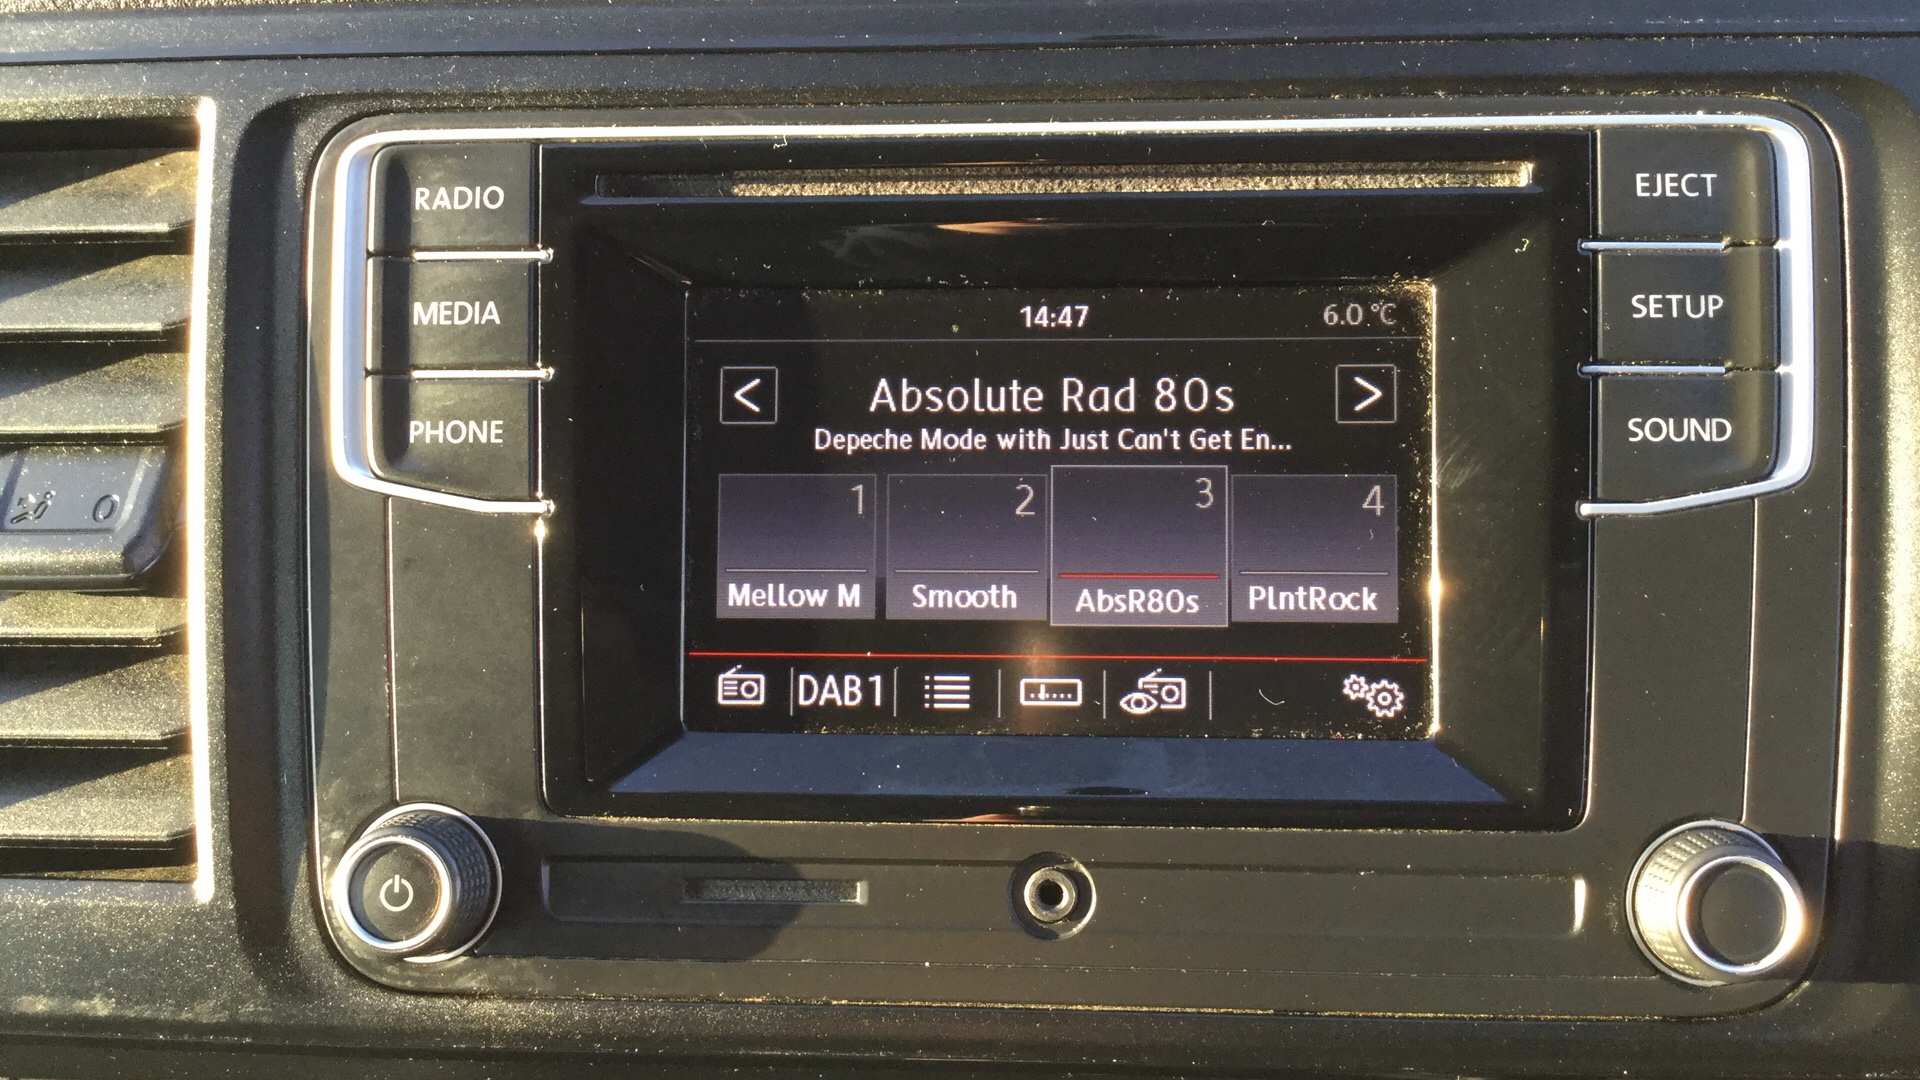 RADIO
MEDIA
PHONE
EJECT
SETUP
SOUND
14:47
6.0 °C
<
Absolute Rad 80s
>
Depeche Mode with Just Can't Get En...
1
2
3
4
Mellow M
Smooth
AbsR80s
PlntRock
DAB1
0